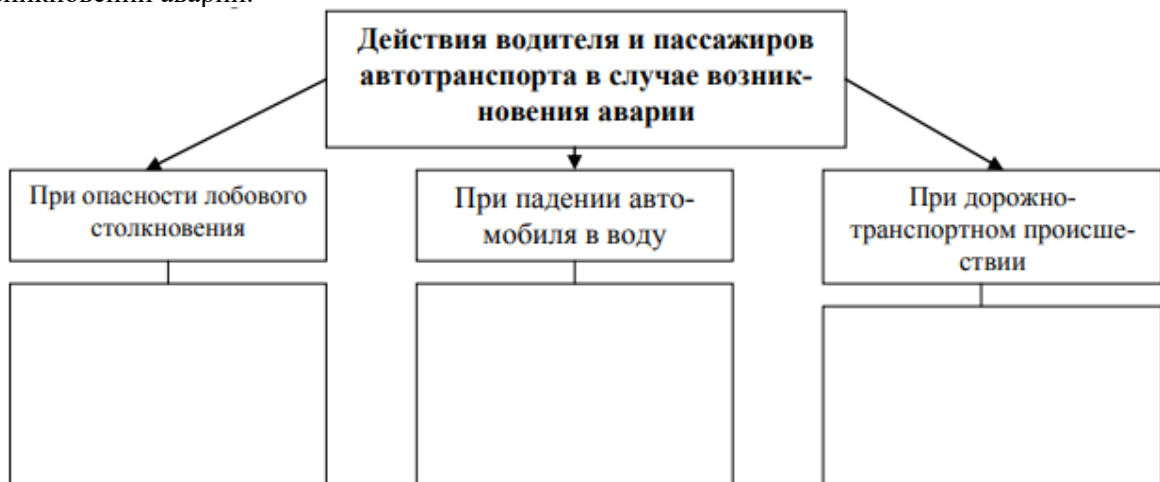 Действия водителя и пассажиров
автотранспорта в случае возник-
новения аварии
При опасности лобового
столкновения
При падении авто-
мобиля в воду
При дорожно-
транспортном происше-
ствии